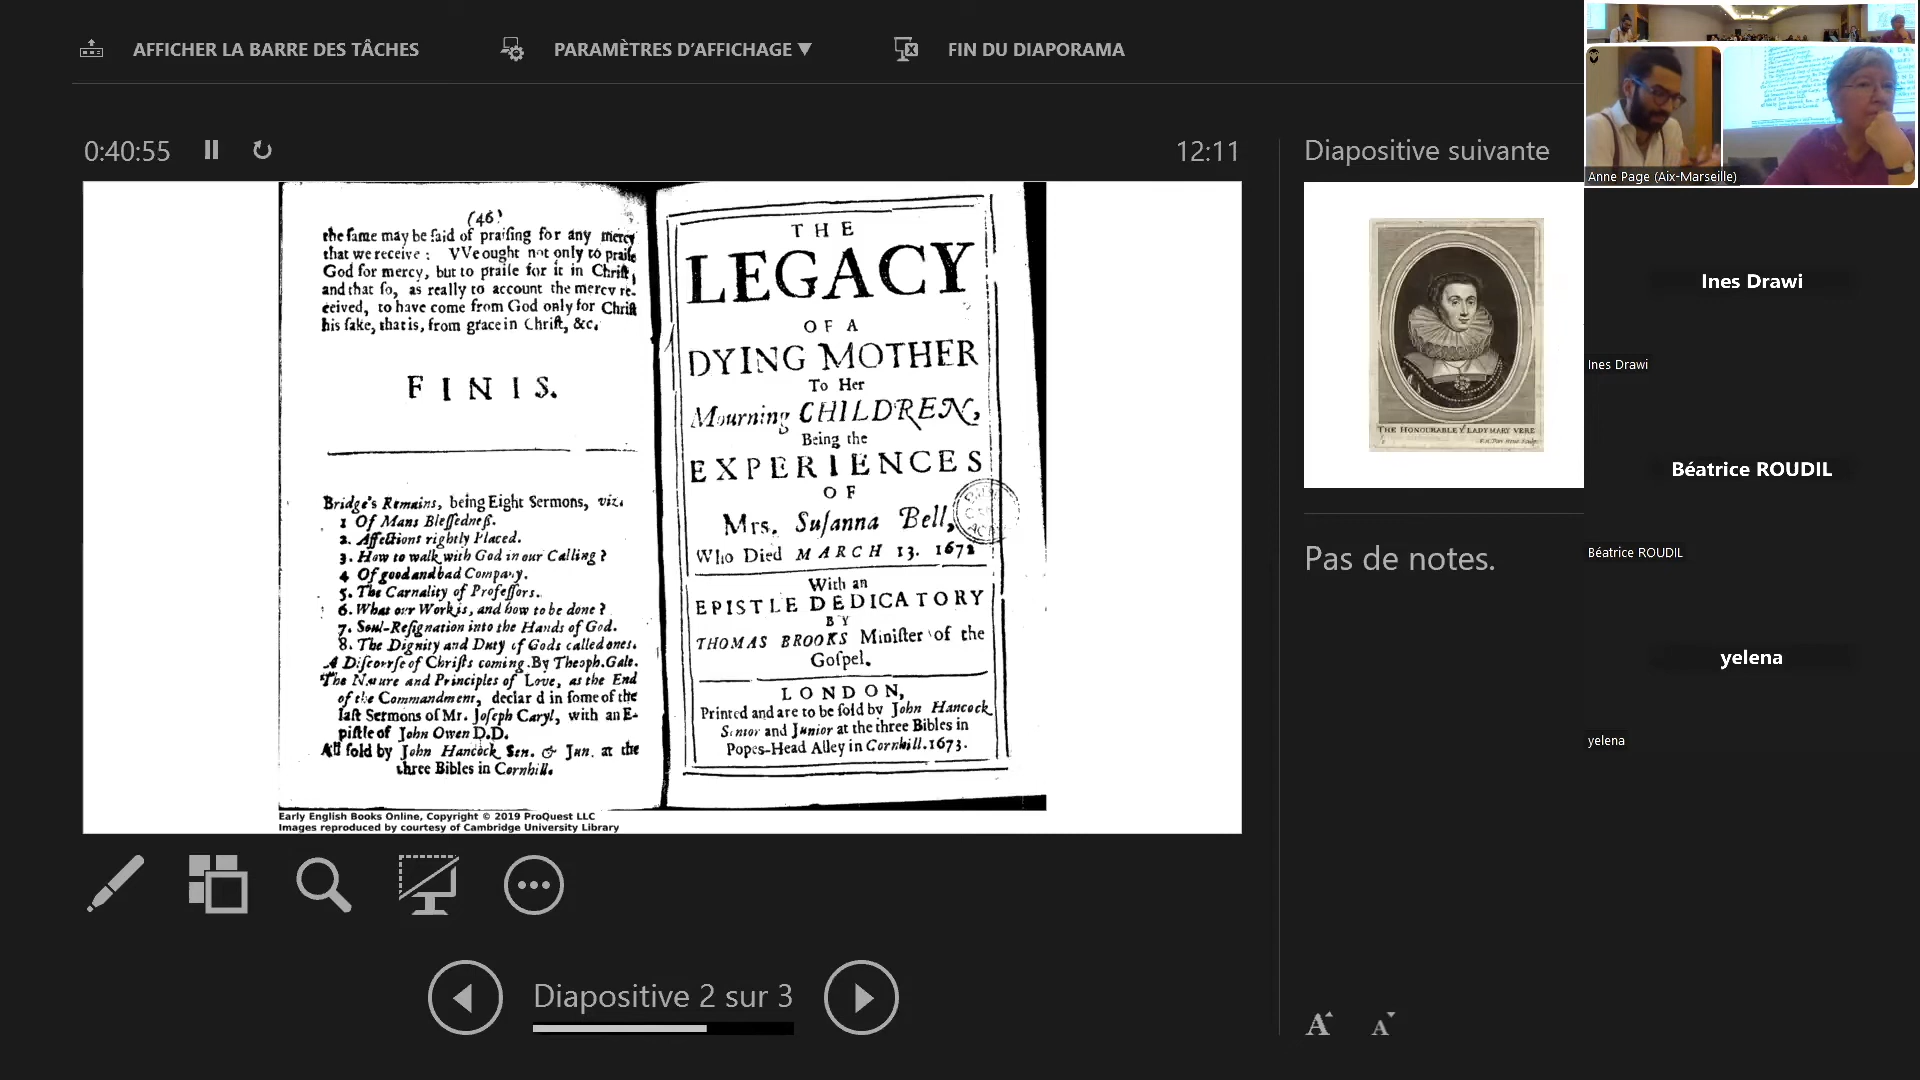 AFFICHER LA BARRE DES TÂCHES
PARAMÈTRES D'AFFICHAGE ▼
FIN DU DIAPORAMA
0:40:55
12:11
(46)
the ſame may be ſaid of praiſing for any mercy
that we receive : VVe ought not only to praiſe
God for mercy, but to praiſe for it in Chriſt,
and that ſo, as really to account the mercy re-
ceived, to have come from God only for Chriſt
his ſake, that is, from grace in Chriſt, &c.
FINIS.
Bridge's Remains, being Eight Sermons, viz.
1 Of Mans Bleſſedneſſ.
2. Affections rightly Placed.
3. How to walk with God in our Calling ?
4 Of good and bad Company.
5. The Carnality of Profeſſors.
6. What our Work is, and how to be done ?
7. Soul-Reſignation into the Hands of God.
8. The Dignity and Duty of Gods called ones.
A Diſcorrſe of Chriſts coming. By Theoph. Gale.
The Nature and Principles of Love, as the End
of the Commandment, declar d in ſome of the
laſt Sermons of Mr. Joſeph Caryl, with an E-
piſtle of John Owen D.D.
All ſold by John Hancock Sen. & Jun. at the
three Bibles in Cornhill.
THE
LEGACY
OF A
DYING MOTHER
To Her
Mourning CHILDREN,
Being the
EXPERIENCES
OF
Mrs. Suſanna Bell,
Who Died MARCH 13. 1672
With an
EPISTLE DEDICATORY
BY
THOMAS BROOKS Miniſter of the
Goſpel.
LONDON,
Printed and are to be ſold by John Hancock
Senior and Junior at the three Bibles in
Popes-Head Alley in Cornhill. 1673.
Early English Books Online, Copyright © 2019 ProQuest LLC
Images reproduced by courtesy of Cambridge University Library
Diapositive 2 sur 3
Diapositive suivante
THE HONOURABLE Yᵉ LADY MARY VERE
Pas de notes.
A A
Anne Page (Aix-Marseille)
Ines Drawi
Ines Drawi
Béatrice ROUDIL
Béatrice ROUDIL
yelena
yelena